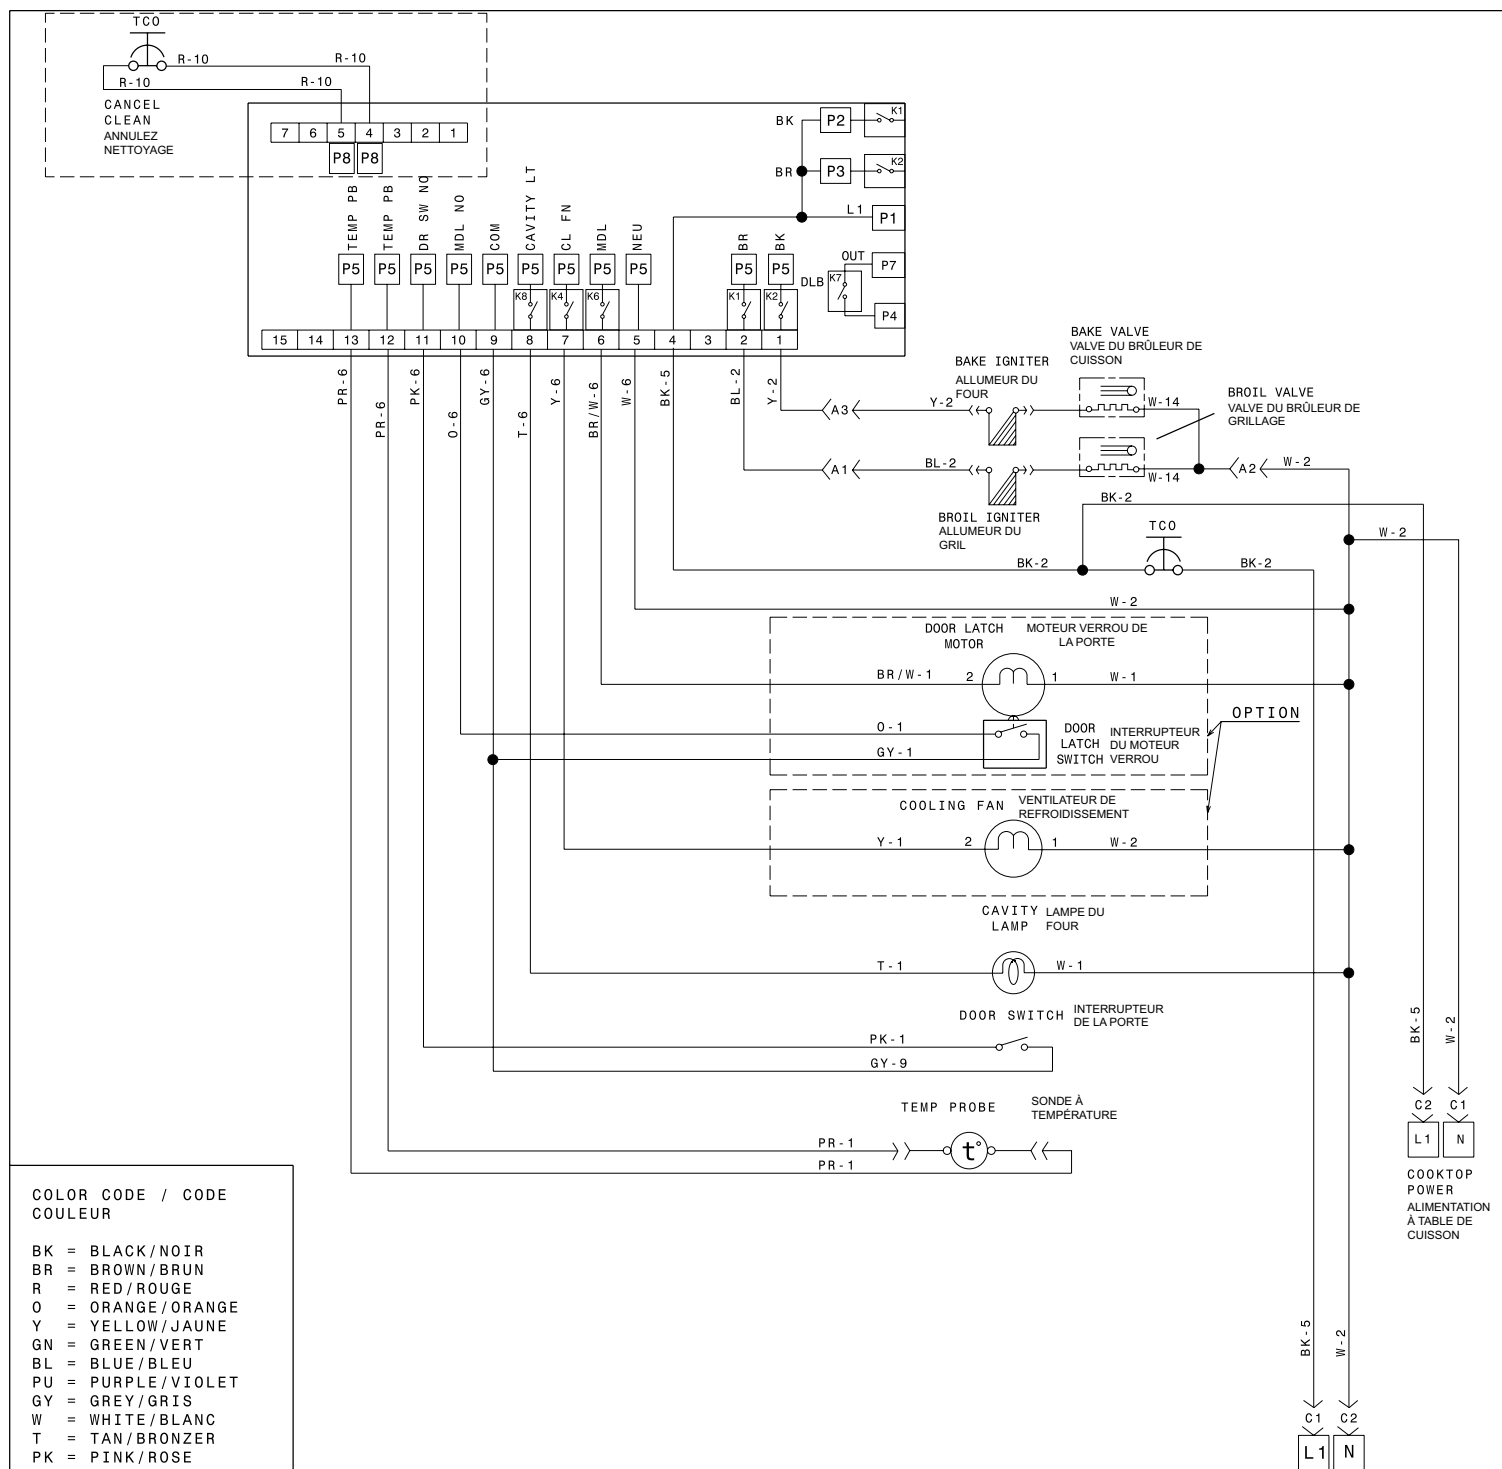 TCO
R-10
R-10
R-10
R-10
CANCEL
CLEAN
ANNULEZ
NETTOYAGE
7 6 5 4 3 2 1
P8 P8
BK P2 K1
BR P3 K2
L1 P1
OUT P7
DLB K7
P4
TEMP PB
TEMP PB
DR SW NO
MDL NO
COM
CAVITY LT
CL FN
MDL
NEU
BR
BK
P5 P5 P5 P5 P5 P5 P5 P5 P5 P5 P5
K8 K4 K6 K1 K2
15 14 13 12 11 10 9 8 7 6 5 4 3 2 1
PR-6
PR-6
PK-6
O-6
GY-6
T-6
Y-6
BR/W-6
W-6
BK-5
BL-2
Y-2
BAKE VALVE
VALVE DU BRÛLEUR DE
CUISSON
BAKE IGNITER
ALLUMEUR DU
FOUR
BROIL VALVE
VALVE DU BRÛLEUR DE
GRILLAGE
A3 Y-2 W-14
A1 BL-2 W-14 A2 W-2
BROIL IGNITER
ALLUMEUR DU
GRIL
BK-2
TCO
W-2
BK-2 BK-2
W-2
DOOR LATCH
MOTOR
MOTEUR VERROU DE
LA PORTE
BR/W-1 2 1 W-1
OPTION
O-1
GY-1
DOOR
LATCH
SWITCH
INTERRUPTEUR
DU MOTEUR
VERROU
COOLING FAN
VENTILATEUR DE
REFROIDISSEMENT
Y-1 2 1 W-2
CAVITY
LAMP
LAMPE DU
FOUR
T-1 W-1
DOOR SWITCH
INTERRUPTEUR
DE LA PORTE
PK-1
GY-9
TEMP PROBE
SONDE À
TEMPÉRATURE
PR-1 t°
PR-1
BK-5
W-2
C2 C1
L1 N
COOKTOP
POWER
ALIMENTATION
À TABLE DE
CUISSON
BK-5
W-2
C1 C2
L1 N
COLOR CODE / CODE
COULEUR
BK = BLACK/NOIR
BR = BROWN/BRUN
R = RED/ROUGE
O = ORANGE/ORANGE
Y = YELLOW/JAUNE
GN = GREEN/VERT
BL = BLUE/BLEU
PU = PURPLE/VIOLET
GY = GREY/GRIS
W = WHITE/BLANC
T = TAN/BRONZER
PK = PINK/ROSE